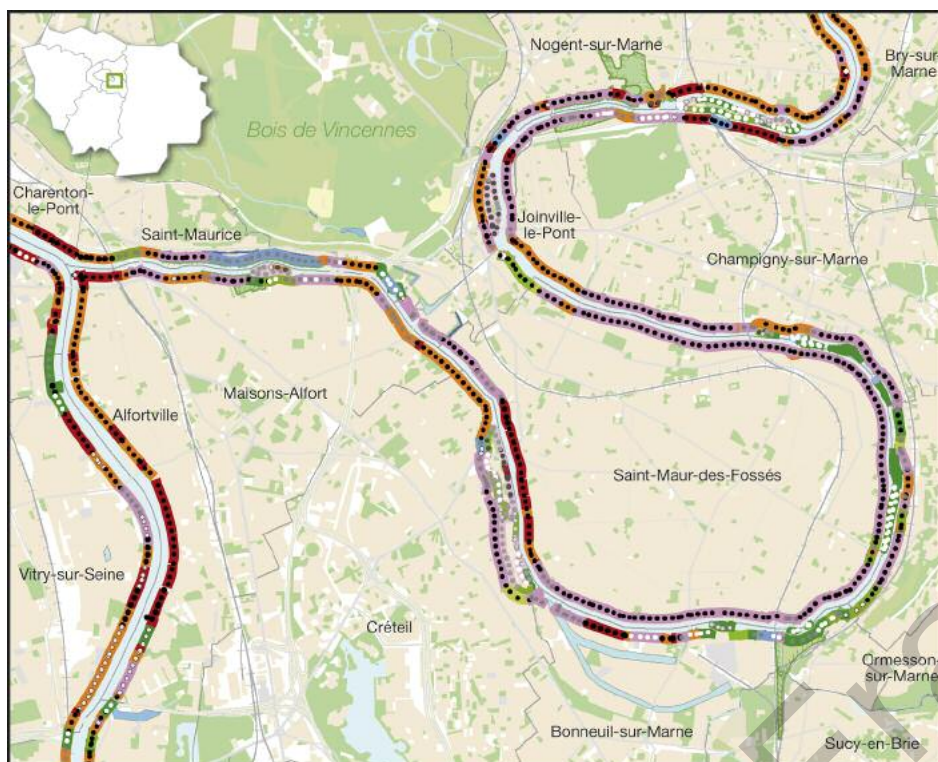 Nogent-sur-Marne
Bry-sur-
Marne
Bois de Vincennes
Charenton-
le-Pont
Saint-Maurice
Joinville-
le-Pont
Champigny-sur-Marne
Maisons-Alfort
Alfortville
Saint-Maur-des-Fossés
Vitry-sur-Seine
Créteil
Ormesson-
sur-Marne
Bonneuil-sur-Marne
Sucy-en-Brie